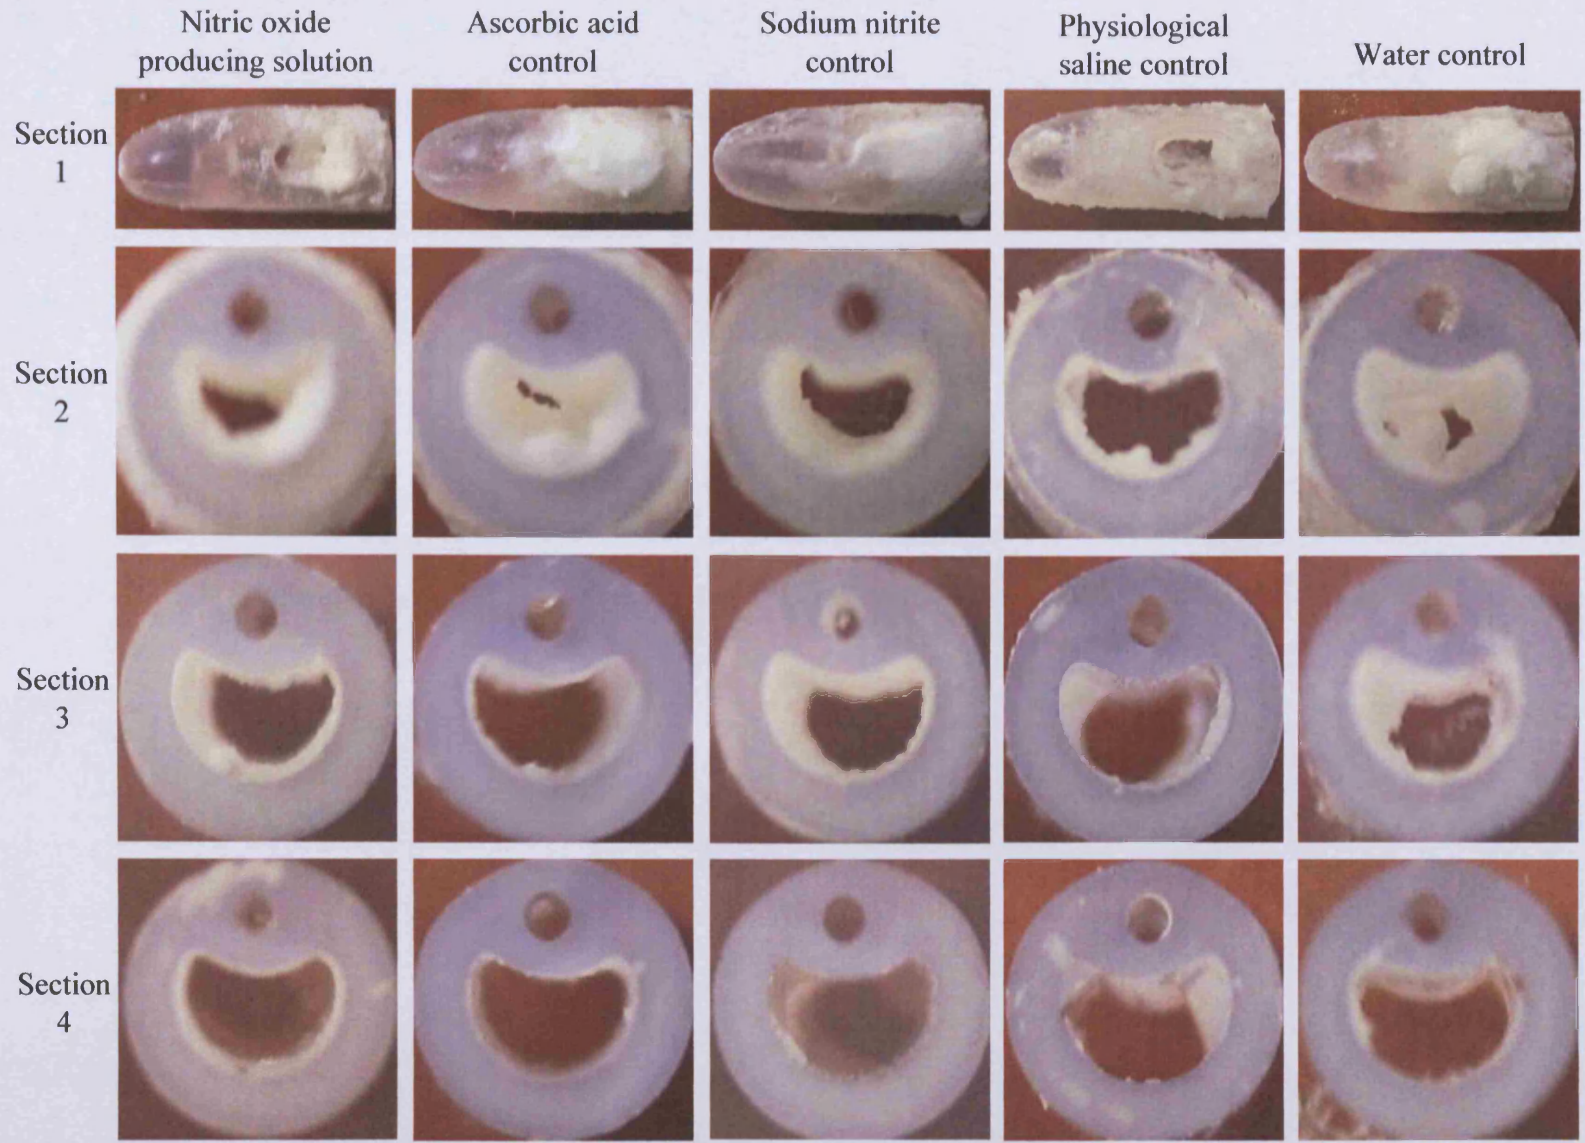 Nitric oxide
producing solution
Ascorbic acid
control
Sodium nitrite
control
Physiological
saline control
Water control
Section
1
Section
2
Section
3
Section
4